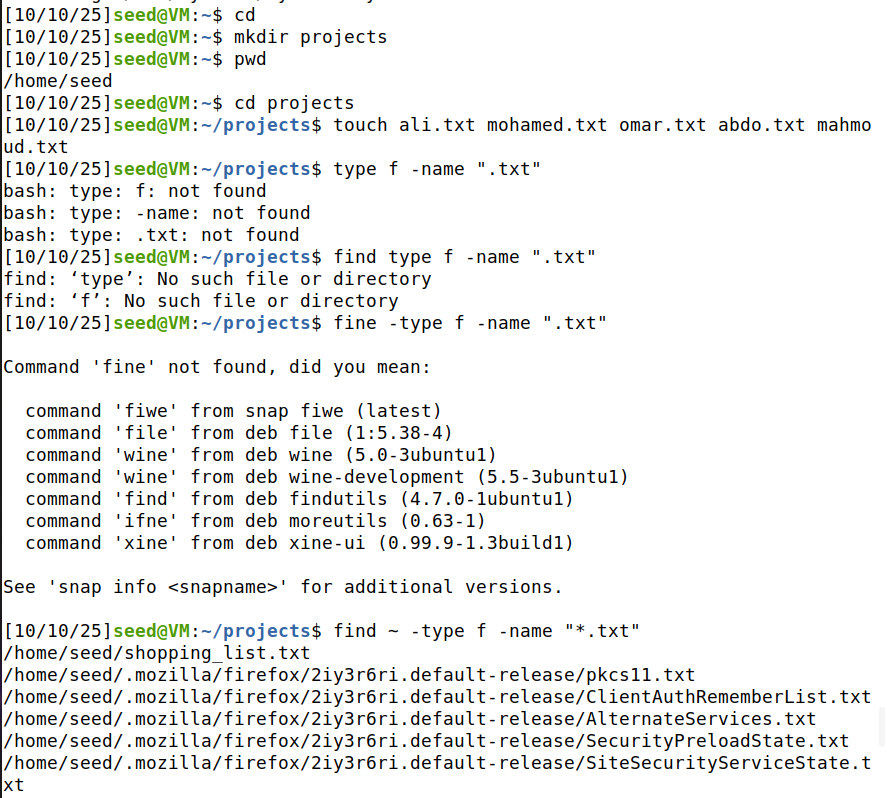 [10/10/25]seed@VM:~$ cd
[10/10/25]seed@VM:~$ mkdir projects
[10/10/25]seed@VM:~$ pwd
/home/seed
[10/10/25]seed@VM:~$ cd projects
[10/10/25]seed@VM:~/projects$ touch ali.txt mohamed.txt omar.txt abdo.txt mahmo
ud.txt
[10/10/25]seed@VM:~/projects$ type f -name ".txt"
bash: type: f: not found
bash: type: -name: not found
bash: type: .txt: not found
[10/10/25]seed@VM:~/projects$ find type f -name ".txt"
find: ‘type’: No such file or directory
find: ‘f’: No such file or directory
[10/10/25]seed@VM:~/projects$ fine -type f -name ".txt"

Command 'fine' not found, did you mean:

  command 'fiwe' from snap fiwe (latest)
  command 'file' from deb file (1:5.38-4)
  command 'wine' from deb wine (5.0-3ubuntu1)
  command 'wine' from deb wine-development (5.5-3ubuntu1)
  command 'find' from deb findutils (4.7.0-1ubuntu1)
  command 'ifne' from deb moreutils (0.63-1)
  command 'xine' from deb xine-ui (0.99.9-1.3build1)

See 'snap info <snapname>' for additional versions.

[10/10/25]seed@VM:~/projects$ find ~ -type f -name "*.txt"
/home/seed/shopping_list.txt
/home/seed/.mozilla/firefox/2iy3r6ri.default-release/pkcs11.txt
/home/seed/.mozilla/firefox/2iy3r6ri.default-release/ClientAuthRememberList.txt
/home/seed/.mozilla/firefox/2iy3r6ri.default-release/AlternateServices.txt
/home/seed/.mozilla/firefox/2iy3r6ri.default-release/SecurityPreloadState.txt
/home/seed/.mozilla/firefox/2iy3r6ri.default-release/SiteSecurityServiceState.t
xt